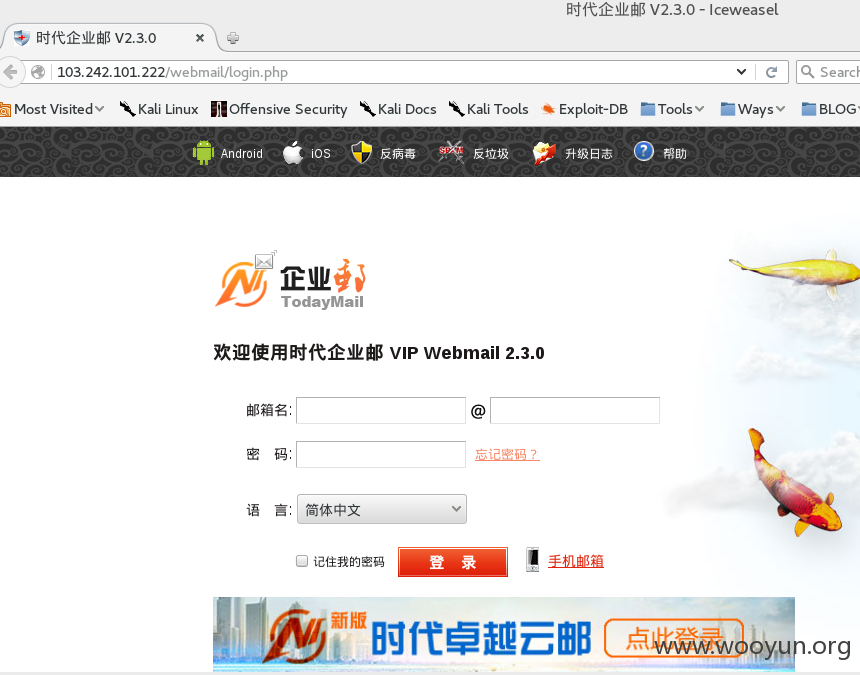 时代企业邮 V2.3.0 - Iceweasel
时代企业邮 V2.3.0
103.242.101.222/webmail/login.php
Search
Most Visited Kali Linux Offensive Security Kali Docs Kali Tools Exploit-DB Tools Ways BLOG
Android iOS 反病毒 SPAM 反垃圾 升级日志 ? 帮助
企业邮
TodayMail
欢迎使用时代企业邮 VIP Webmail 2.3.0
邮箱名: @
密 码: 忘记密码？
语 言: 简体中文
记住我的密码 登 录 手机邮箱
新版 时代卓越云邮 点此登录
www.wooyun.org